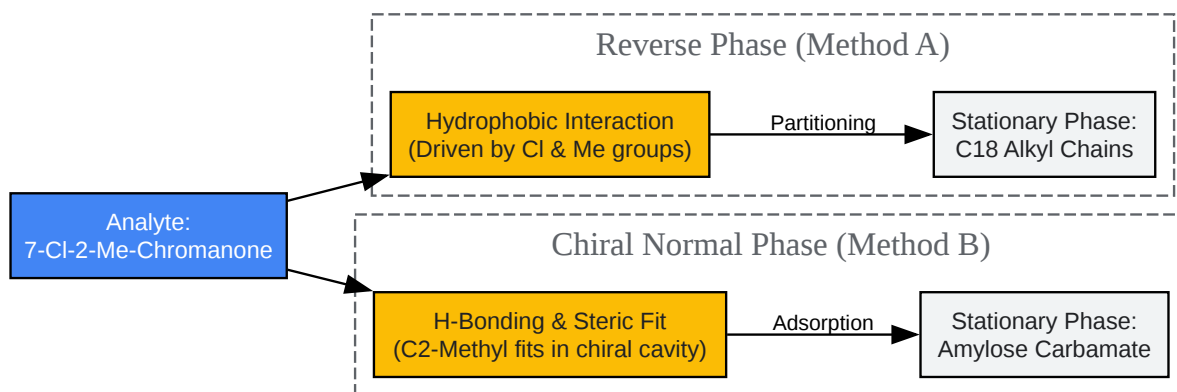 Reverse Phase (Method A)
Hydrophobic Interaction
(Driven by Cl & Me groups)
Partitioning
Stationary Phase:
C18 Alkyl Chains
Analyte:
7-Cl-2-Me-Chromanone
Chiral Normal Phase (Method B)
H-Bonding & Steric Fit
(C2-Methyl fits in chiral cavity)
Adsorption
Stationary Phase:
Amylose Carbamate